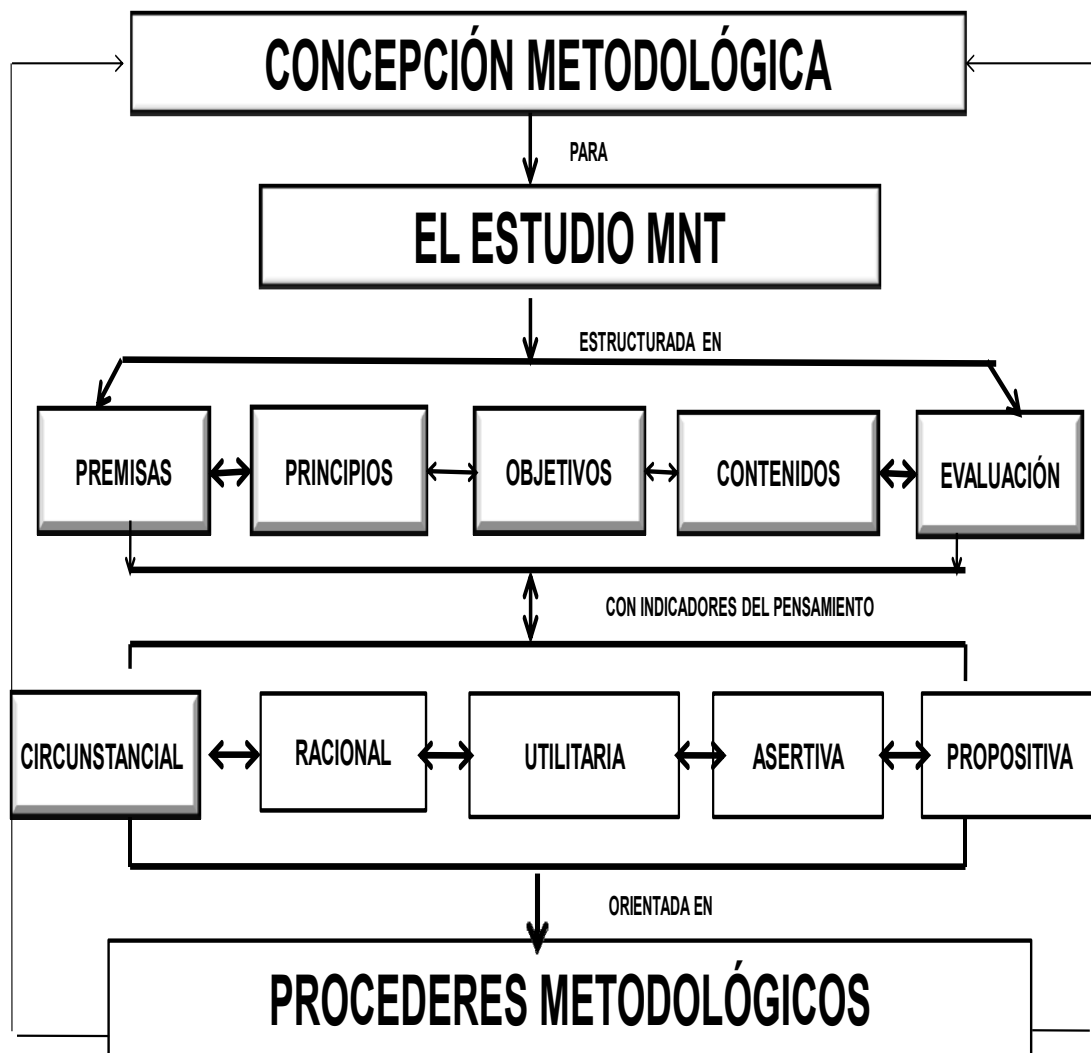 CONCEPCIÓN METODOLÓGICA
PARA
EL ESTUDIO MNT
ESTRUCTURADA EN
PREMISAS PRINCIPIOS OBJETIVOS CONTENIDOS EVALUACIÓN
CON INDICADORES DEL PENSAMIENTO
CIRCUNSTANCIAL RACIONAL UTILITARIA ASERTIVA PROPOSITIVA
ORIENTADA EN
PROCEDERES METODOLÓGICOS